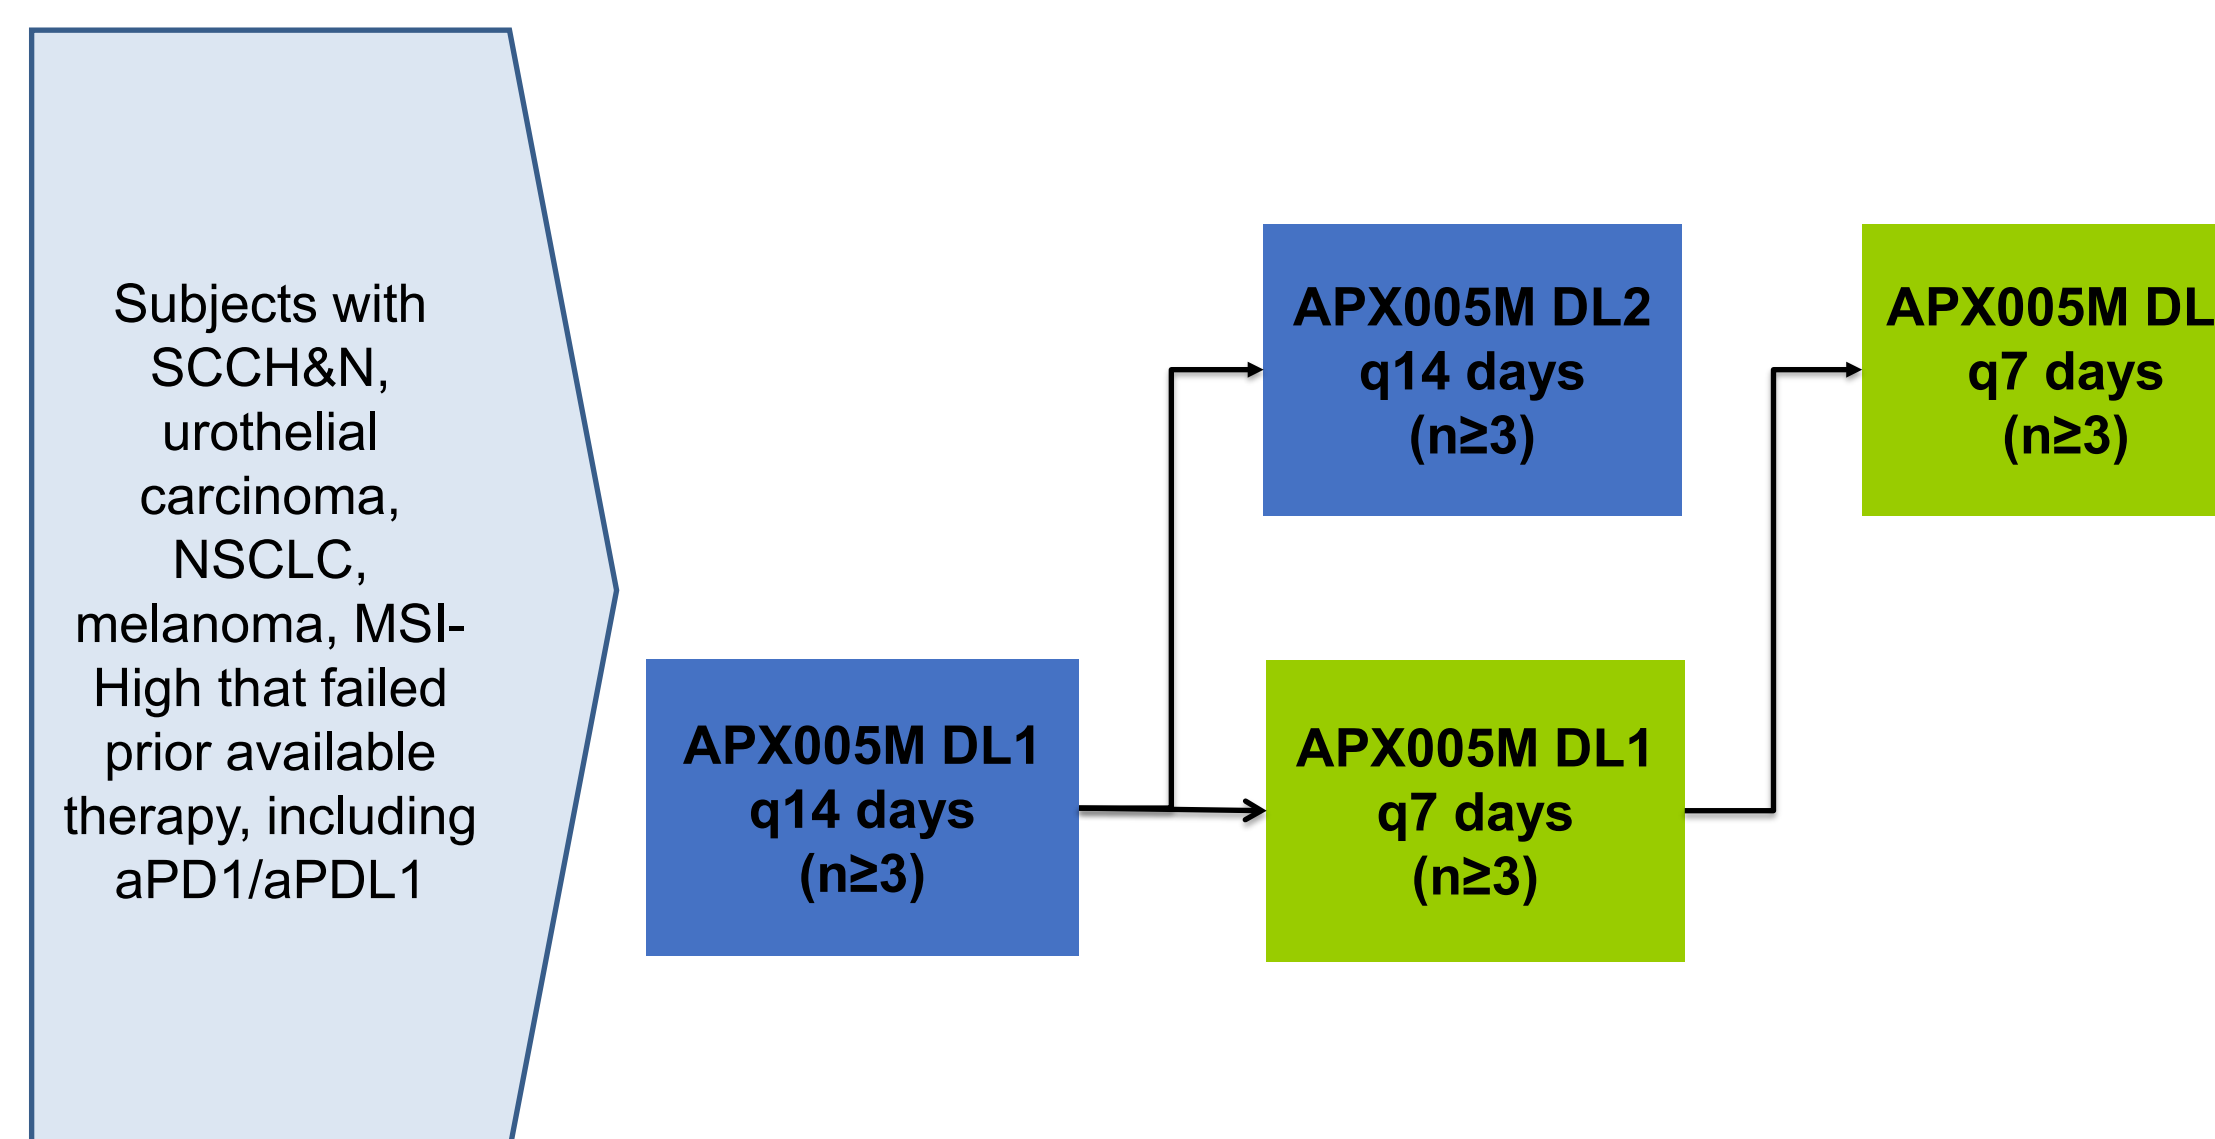 Subjects with
SCCH&N,
urothelial
carcinoma,
NSCLC,
melanoma, MSI-
High that failed
prior available
therapy, including
aPD1/aPDL1
APX005M DL1
q14 days
(n≥3)
APX005M DL2
q14 days
(n≥3)
APX005M DL1
q7 days
(n≥3)
APX005M DL
q7 days
(n≥3)